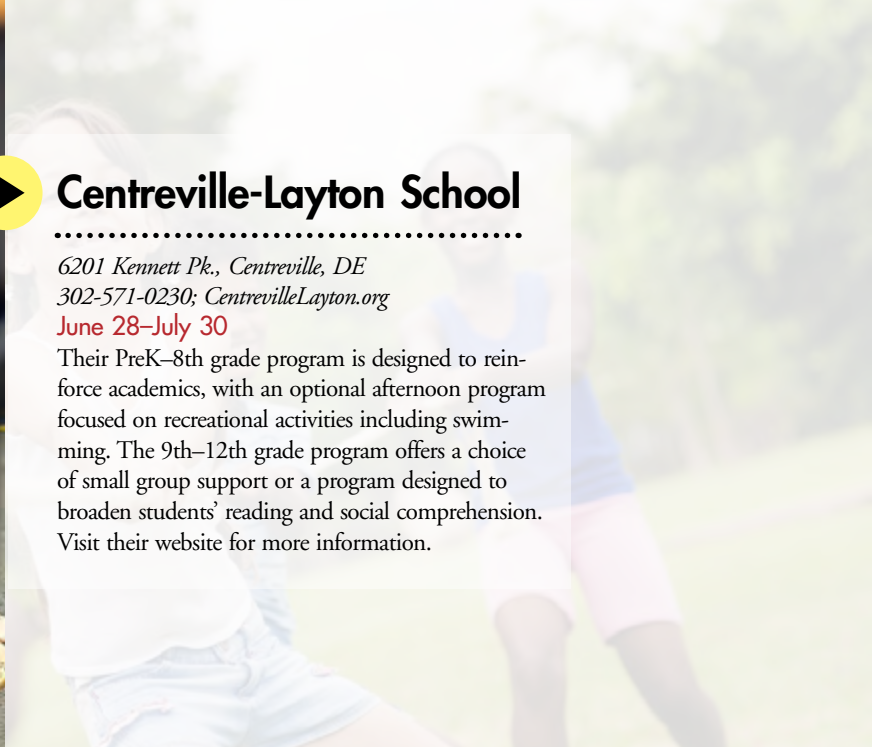 Centreville-Layton School
6201 Kennett Pk., Centreville, DE
302-571-0230; CentrevilleLayton.org
June 28–July 30
Their PreK–8th grade program is designed to rein-
force academics, with an optional afternoon program
focused on recreational activities including swim-
ming. The 9th–12th grade program offers a choice
of small group support or a program designed to
broaden students’ reading and social comprehension.
Visit their website for more information.